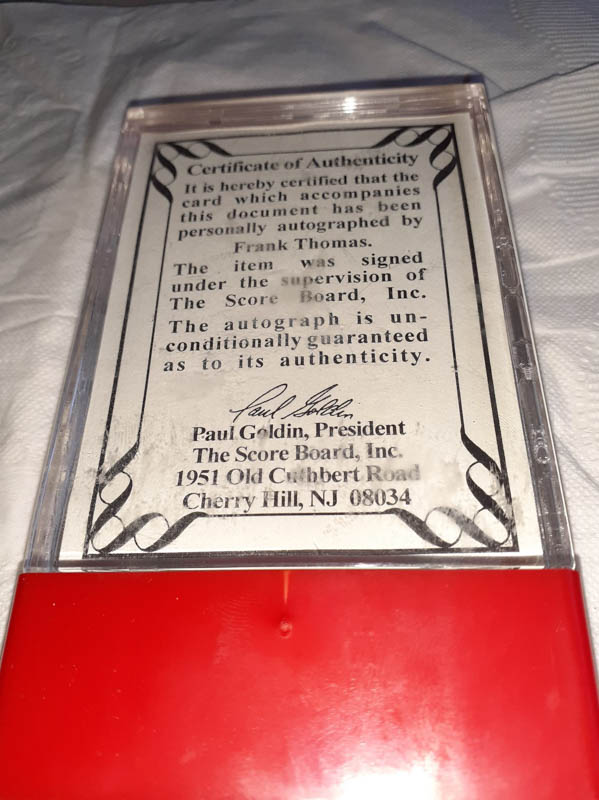 Certificate of Authenticity
It is hereby certified that the
card which accompanies
this document has been
personally autographed by
Frank Thomas.
The item was signed
under the supervision of
The Score Board, Inc.
The autograph is un-
conditionally guaranteed
as to its authenticity.
Paul Goldin
Paul Goldin, President
The Score Board, Inc.
1951 Old Cuthbert Road
Cherry Hill, NJ 08034